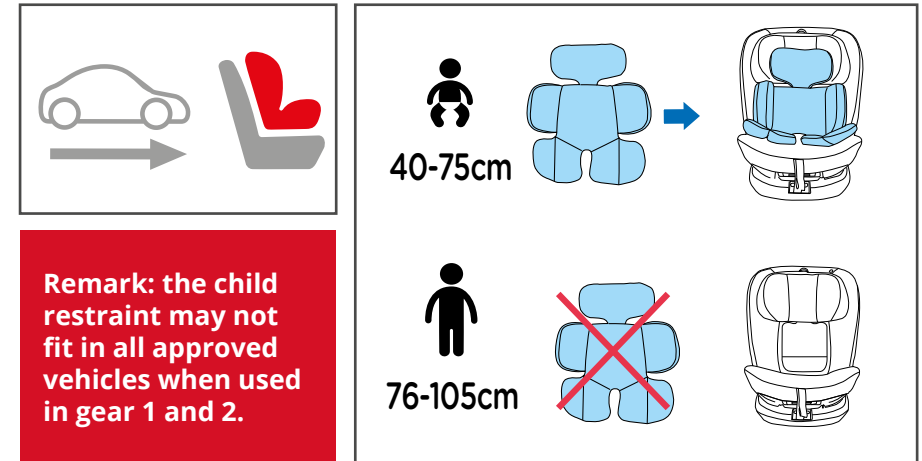 40-75cm
Remark: the child
restraint may not
fit in all approved
vehicles when used
in gear 1 and 2.
76-105cm